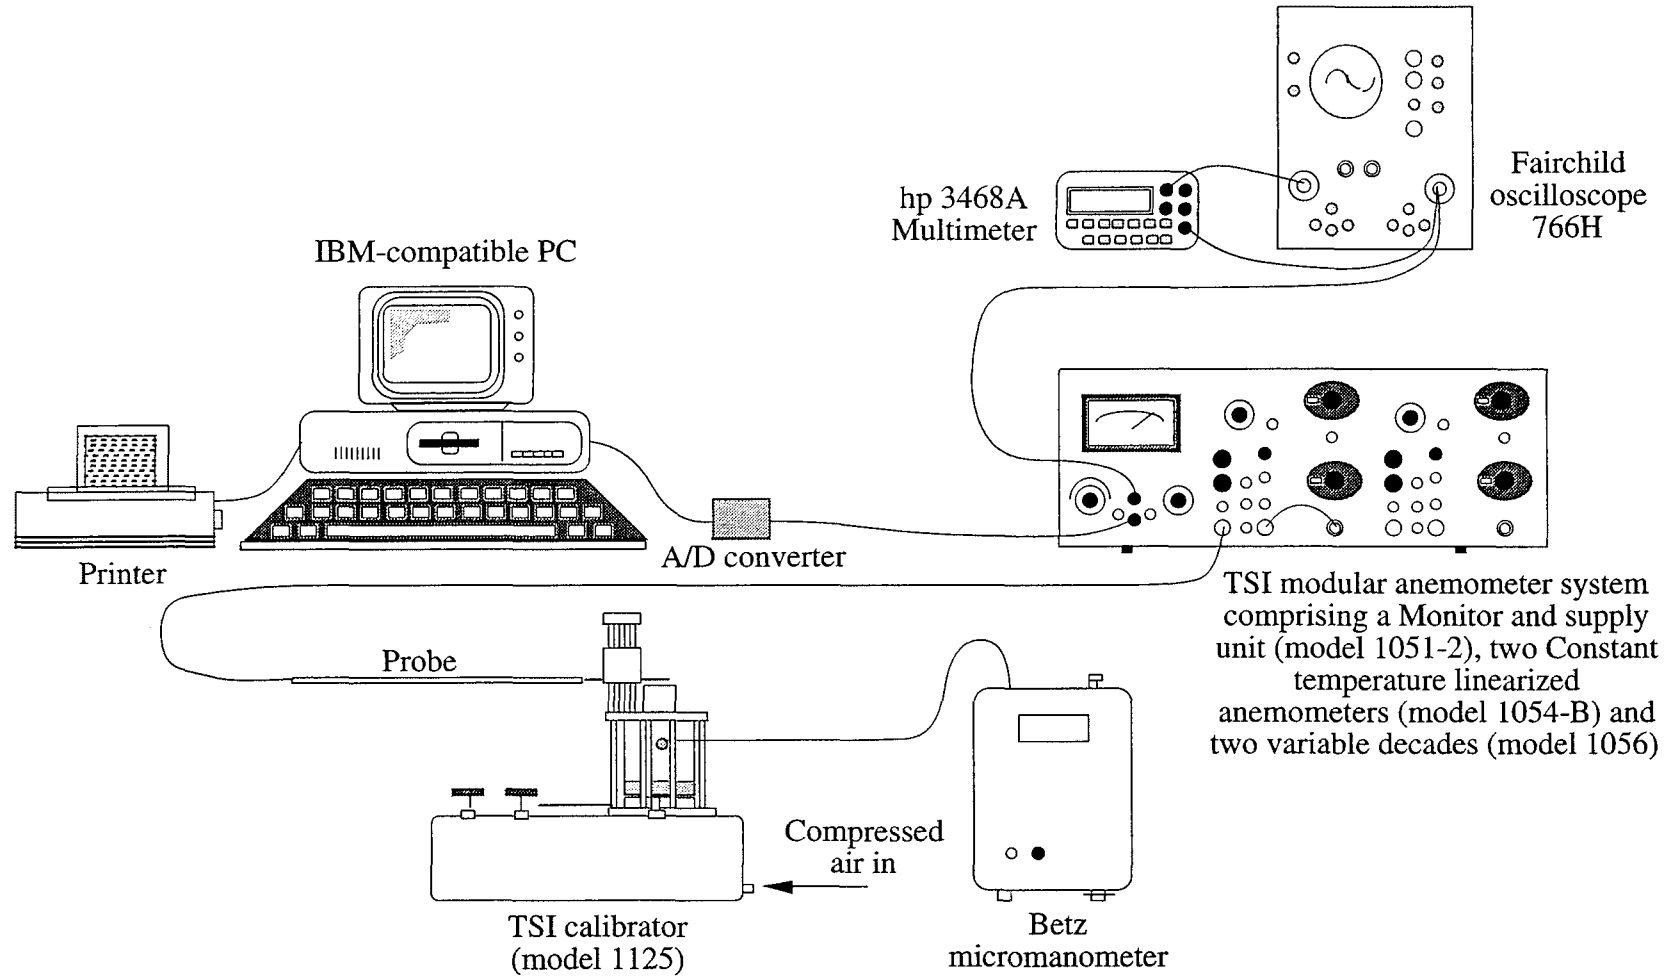 Fairchild
oscilloscope
766H
hp 3468A
Multimeter
IBM-compatible PC
Printer
A/D converter
TSI modular anemometer system
comprising a Monitor and supply
unit (model 1051-2), two Constant
temperature linearized
anemometers (model 1054-B) and
two variable decades (model 1056)
Probe
Compressed
air in
TSI calibrator
(model 1125)
Betz
micromanometer